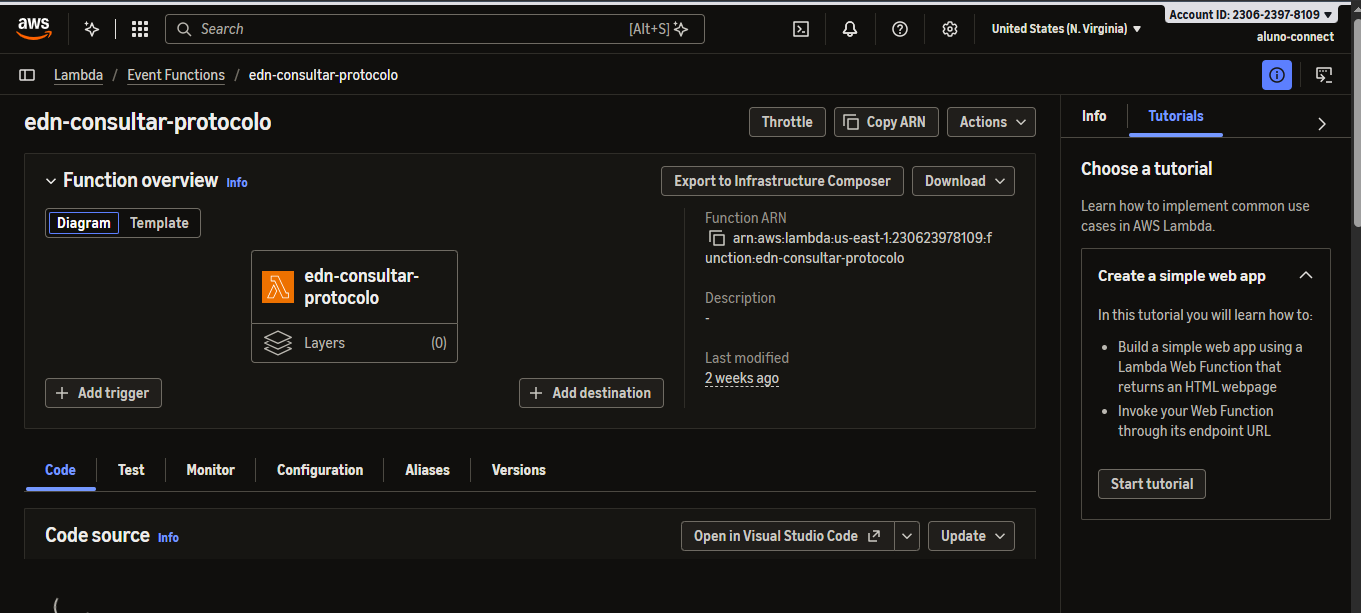 aws
Search
[Alt+S]
United States (N. Virginia) ▼
Account ID: 2306-2397-8109 ▼
aluno-connect
Lambda / Event Functions / edn-consultar-protocolo
edn-consultar-protocolo
Throttle
Copy ARN
Actions
Function overview Info
Export to Infrastructure Composer
Download
Diagram
Template
edn-consultar-
protocolo
Layers
(0)
+ Add trigger
+ Add destination
Function ARN
arn:aws:lambda:us-east-1:230623978109:f
unction:edn-consultar-protocolo
Description
-
Last modified
2 weeks ago
Code
Test
Monitor
Configuration
Aliases
Versions
Code source Info
Open in Visual Studio Code
Update
Info
Tutorials
Choose a tutorial
Learn how to implement common use
cases in AWS Lambda.
Create a simple web app
In this tutorial you will learn how to:
• Build a simple web app using a
Lambda Web Function that
returns an HTML webpage
• Invoke your Web Function
through its endpoint URL
Start tutorial